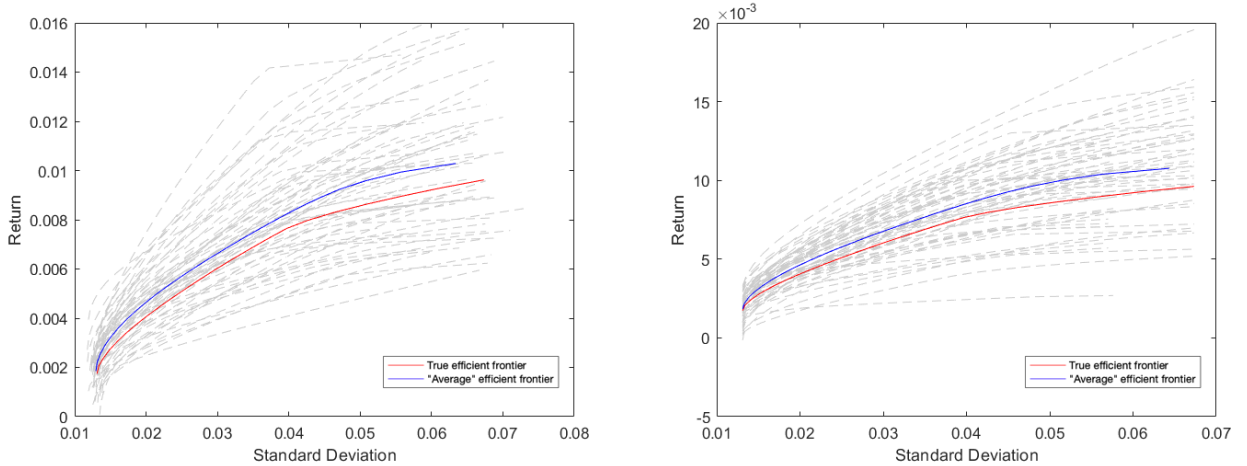 0.016
0.014
0.012
0.01
0.008
0.006
0.004
0.002
0
Return
True efficient frontier
"Average" efficient frontier
0.01 0.02 0.03 0.04 0.05 0.06 0.07 0.08
Standard Deviation
×10⁻³
20
15
10
5
0
-5
Return
True efficient frontier
"Average" efficient frontier
0.01 0.02 0.03 0.04 0.05 0.06 0.07
Standard Deviation